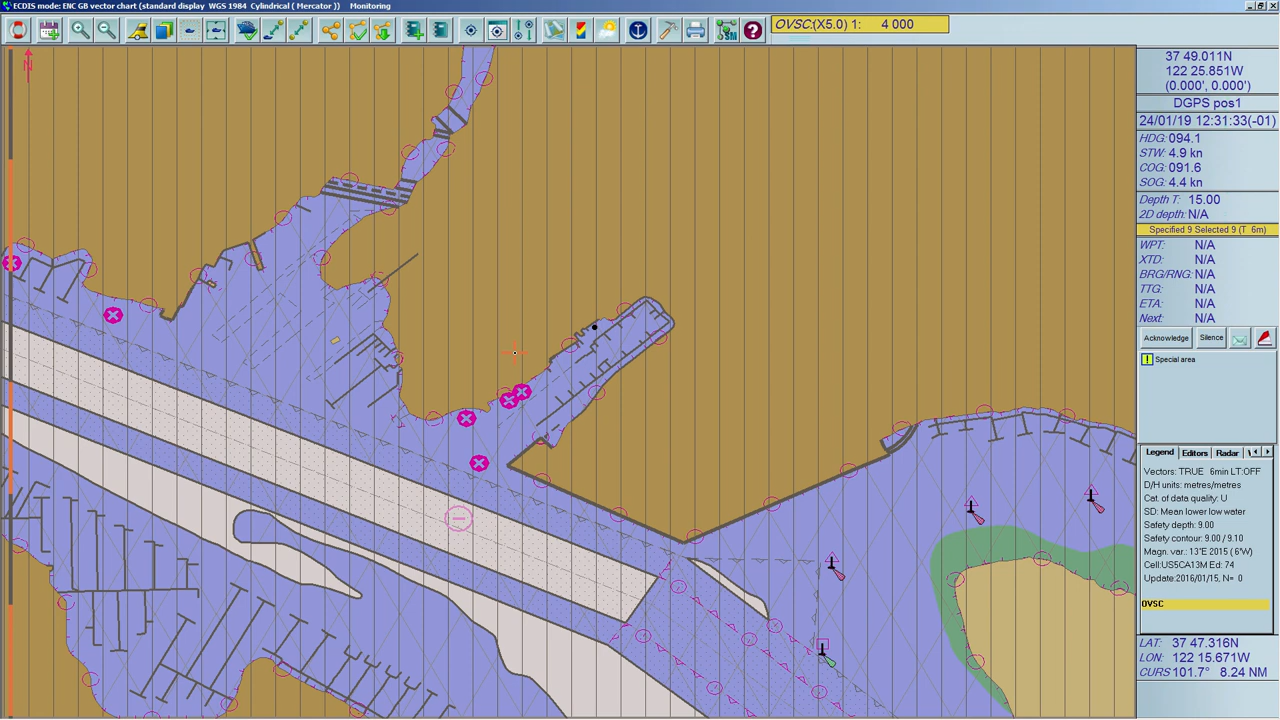 ECDIS mode: ENC GB vector chart (standard display WGS 1984 Cylindrical ( Mercator )) Monitoring
OVSC:(X5.0) 1: 4 000
N
37 49.011N
122 25.851W
(0.000', 0.000')
DGPS pos1
24/01/19 12:31:33(-01)
HDG: 094.1
STW: 4.9 kn
COG: 091.6
SOG: 4.4 kn
Depth T: 15.00
2D depth: N/A
Specified 9 Selected 9 (T 6m)
WPT: N/A
XTD: N/A
BRG/RNG: N/A
TTG: N/A
ETA: N/A
Next: N/A
Acknowledge Silence
! Special area
Legend Editors Radar
Vectors: TRUE 6min LT:OFF
D/H units: metres/metres
Cat. of data quality: U
SD: Mean lower low water
Safety depth: 9.00
Safety contour: 9.00 / 9.10
Magn. var.: 13°E 2015 (6'W)
Cell:US5CA13M Ed: 74
Update:2016/01/15, N= 0
OVSC
LAT: 37 47.316N
LON: 122 15.671W
CURS 101.7° 8.24 NM